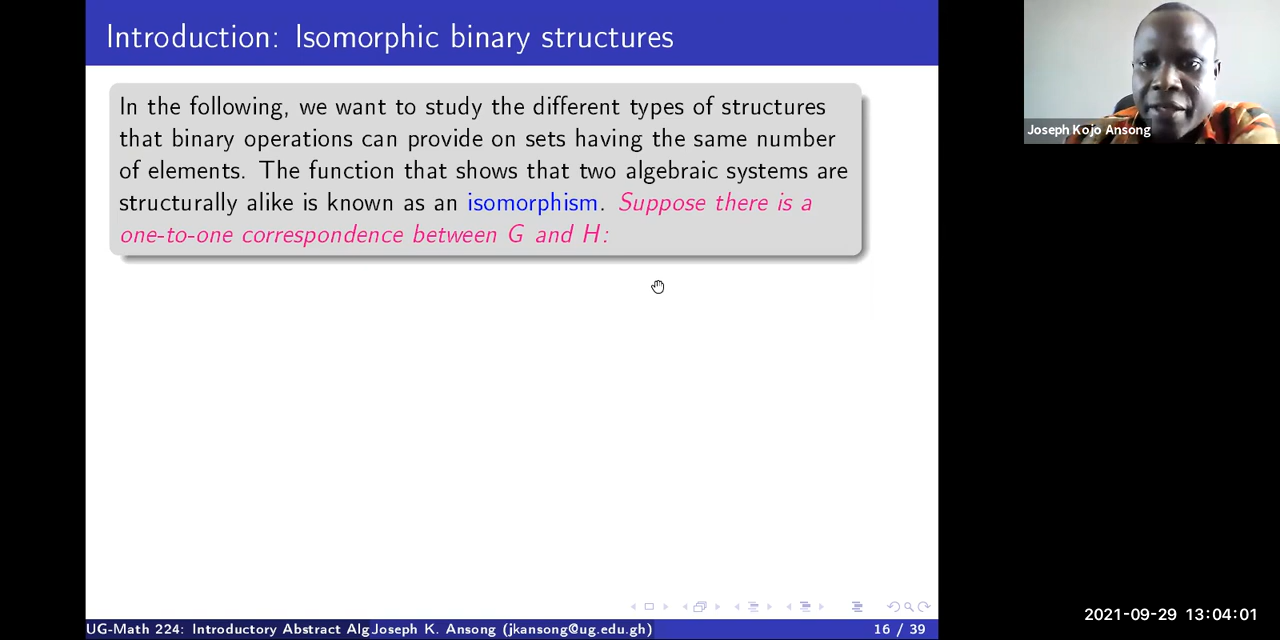 Introduction: Isomorphic binary structures
In the following, we want to study the different types of structures
that binary operations can provide on sets having the same number
of elements. The function that shows that two algebraic systems are
structurally alike is known as an isomorphism. Suppose there is a
one-to-one correspondence between G and H:
Joseph Kojo Ansong
UG-Math 224: Introductory Abstract Alg Joseph K. Ansong (jkansong@ug.edu.gh) 16 / 39
2021-09-29 13:04:01